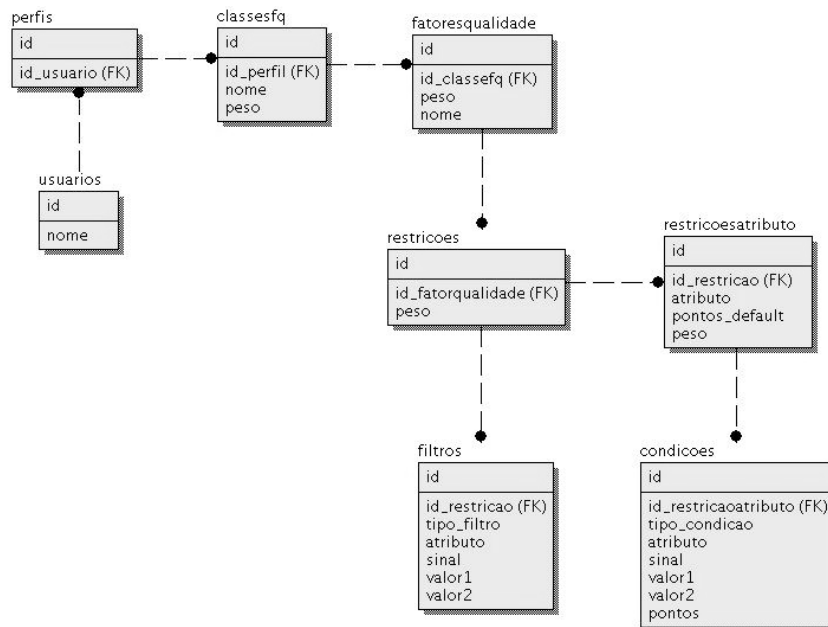 perfis
id
id_usuario (FK)
classesfq
id
id_perfil (FK)
nome
peso
fatoresqualidade
id
id_classefq (FK)
peso
nome
usuarios
id
nome
restricoes
id
id_fatorqualidade (FK)
peso
restricoesatributo
id
id_restricao (FK)
atributo
pontos_default
peso
filtros
id
id_restricao (FK)
tipo_filtro
atributo
sinal
valor1
valor2
condicoes
id
id_restricaoatributo (FK)
tipo_condicao
atributo
sinal
valor1
valor2
pontos